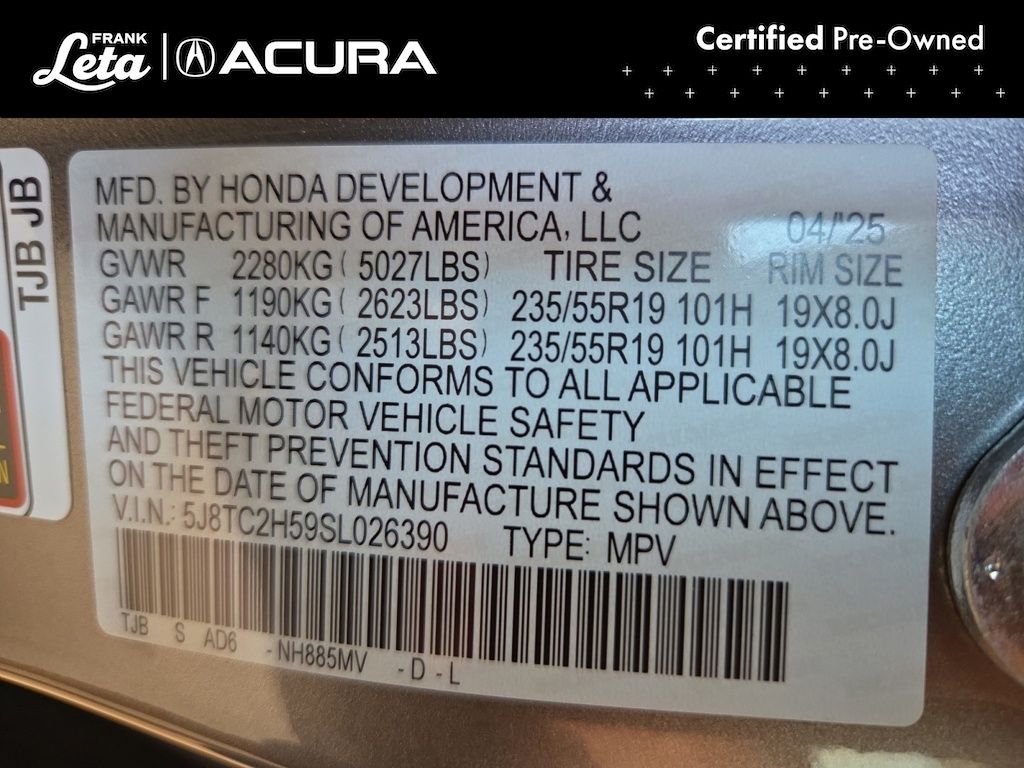 FRANK
Leta
ACURA
Certified Pre-Owned
TJB JB
MFD. BY HONDA DEVELOPMENT &
MANUFACTURING OF AMERICA, LLC 04/'25
GVWR 2280KG ( 5027LBS) TIRE SIZE RIM SIZE
GAWR F 1190KG ( 2623LBS) 235/55R19 101H 19X8.0J
GAWR R 1140KG ( 2513LBS) 235/55R19 101H 19X8.0J
THIS VEHICLE CONFORMS TO ALL APPLICABLE
FEDERAL MOTOR VEHICLE SAFETY
AND THEFT PREVENTION STANDARDS IN EFFECT
ON THE DATE OF MANUFACTURE SHOWN ABOVE.
V.I.N.: 5J8TC2H59SL026390 TYPE: MPV
TJB S AD6 - NH885MV - D - L